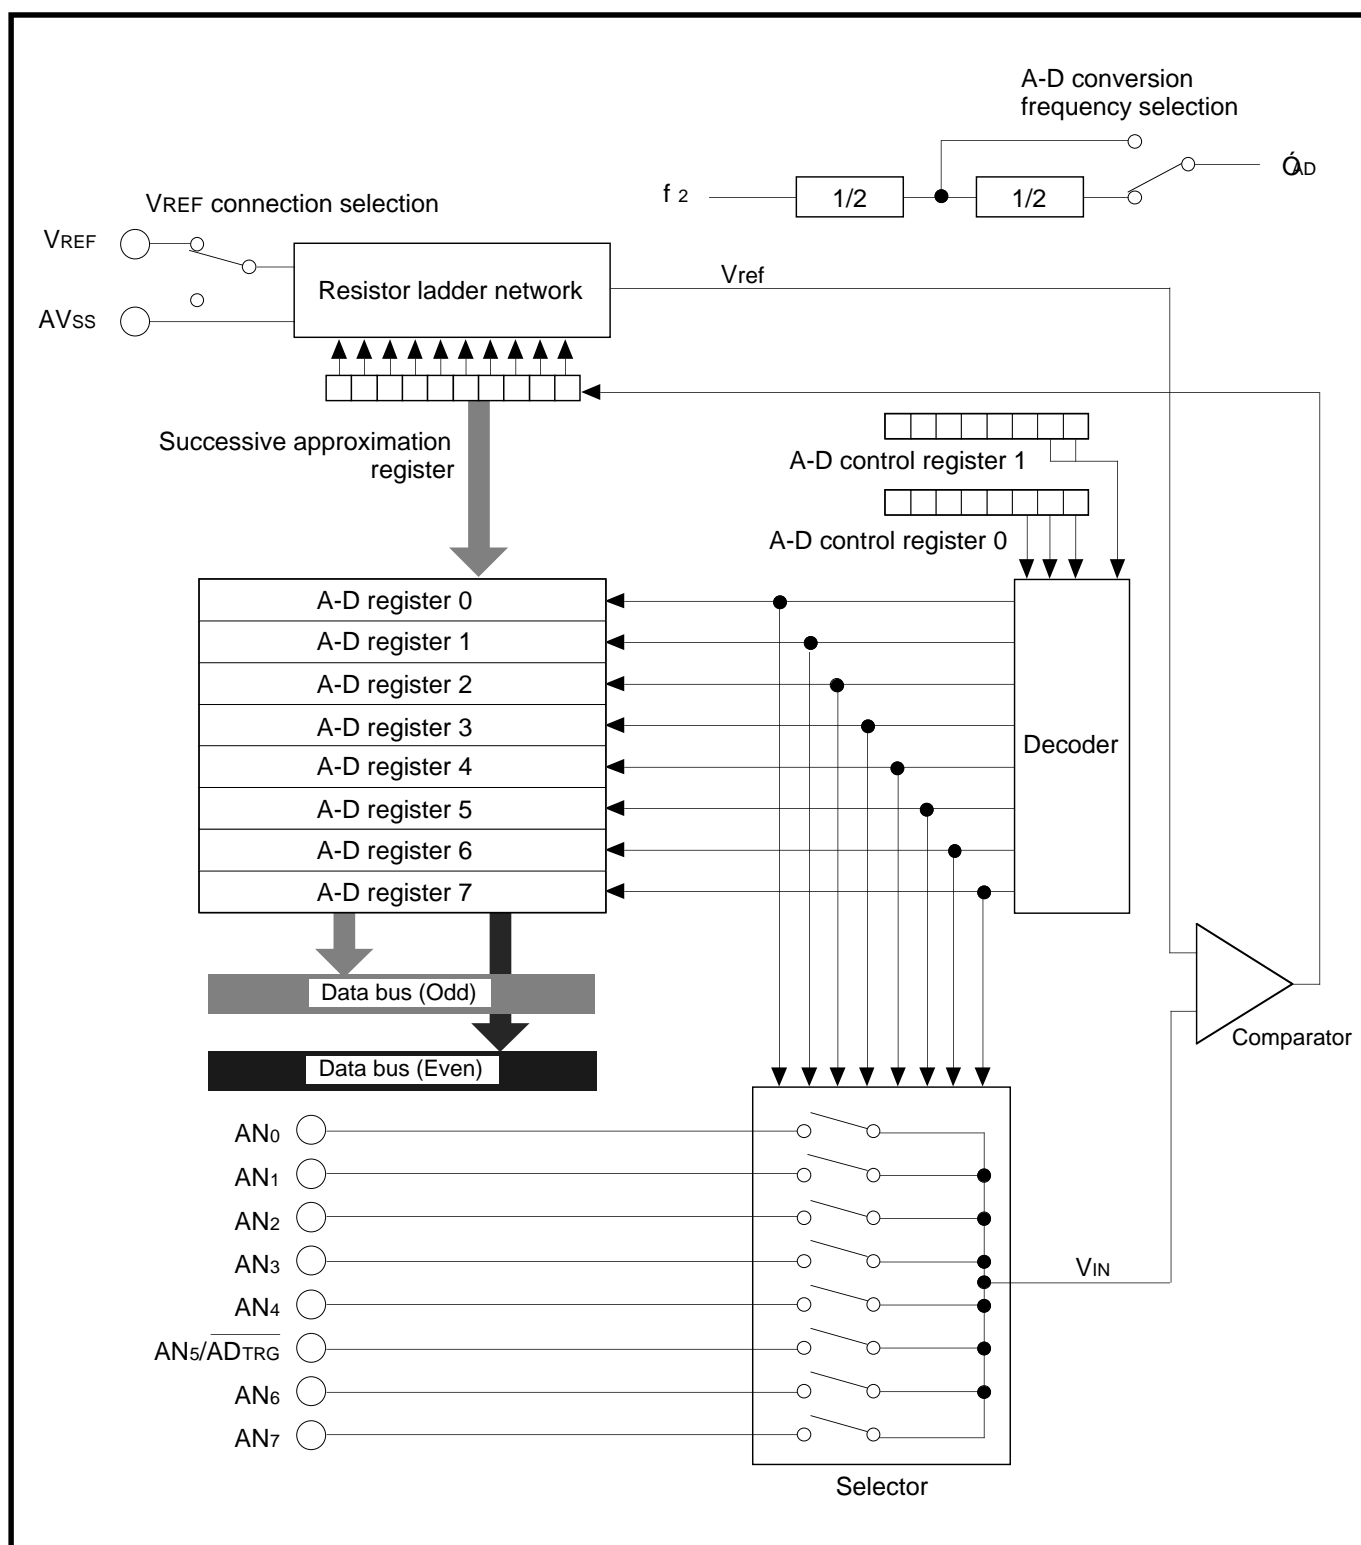 A-D conversion
frequency selection
f 2
1/2
1/2
ÓAD
VREF connection selection
VREF
AVSS
Resistor ladder network
Vref
Successive approximation
register
A-D control register 1
A-D control register 0
A-D register 0
A-D register 1
A-D register 2
A-D register 3
A-D register 4
A-D register 5
A-D register 6
A-D register 7
Decoder
Data bus (Odd)
Data bus (Even)
Comparator
AN0
AN1
AN2
AN3
AN4
AN5/ADTRG
AN6
AN7
VIN
Selector